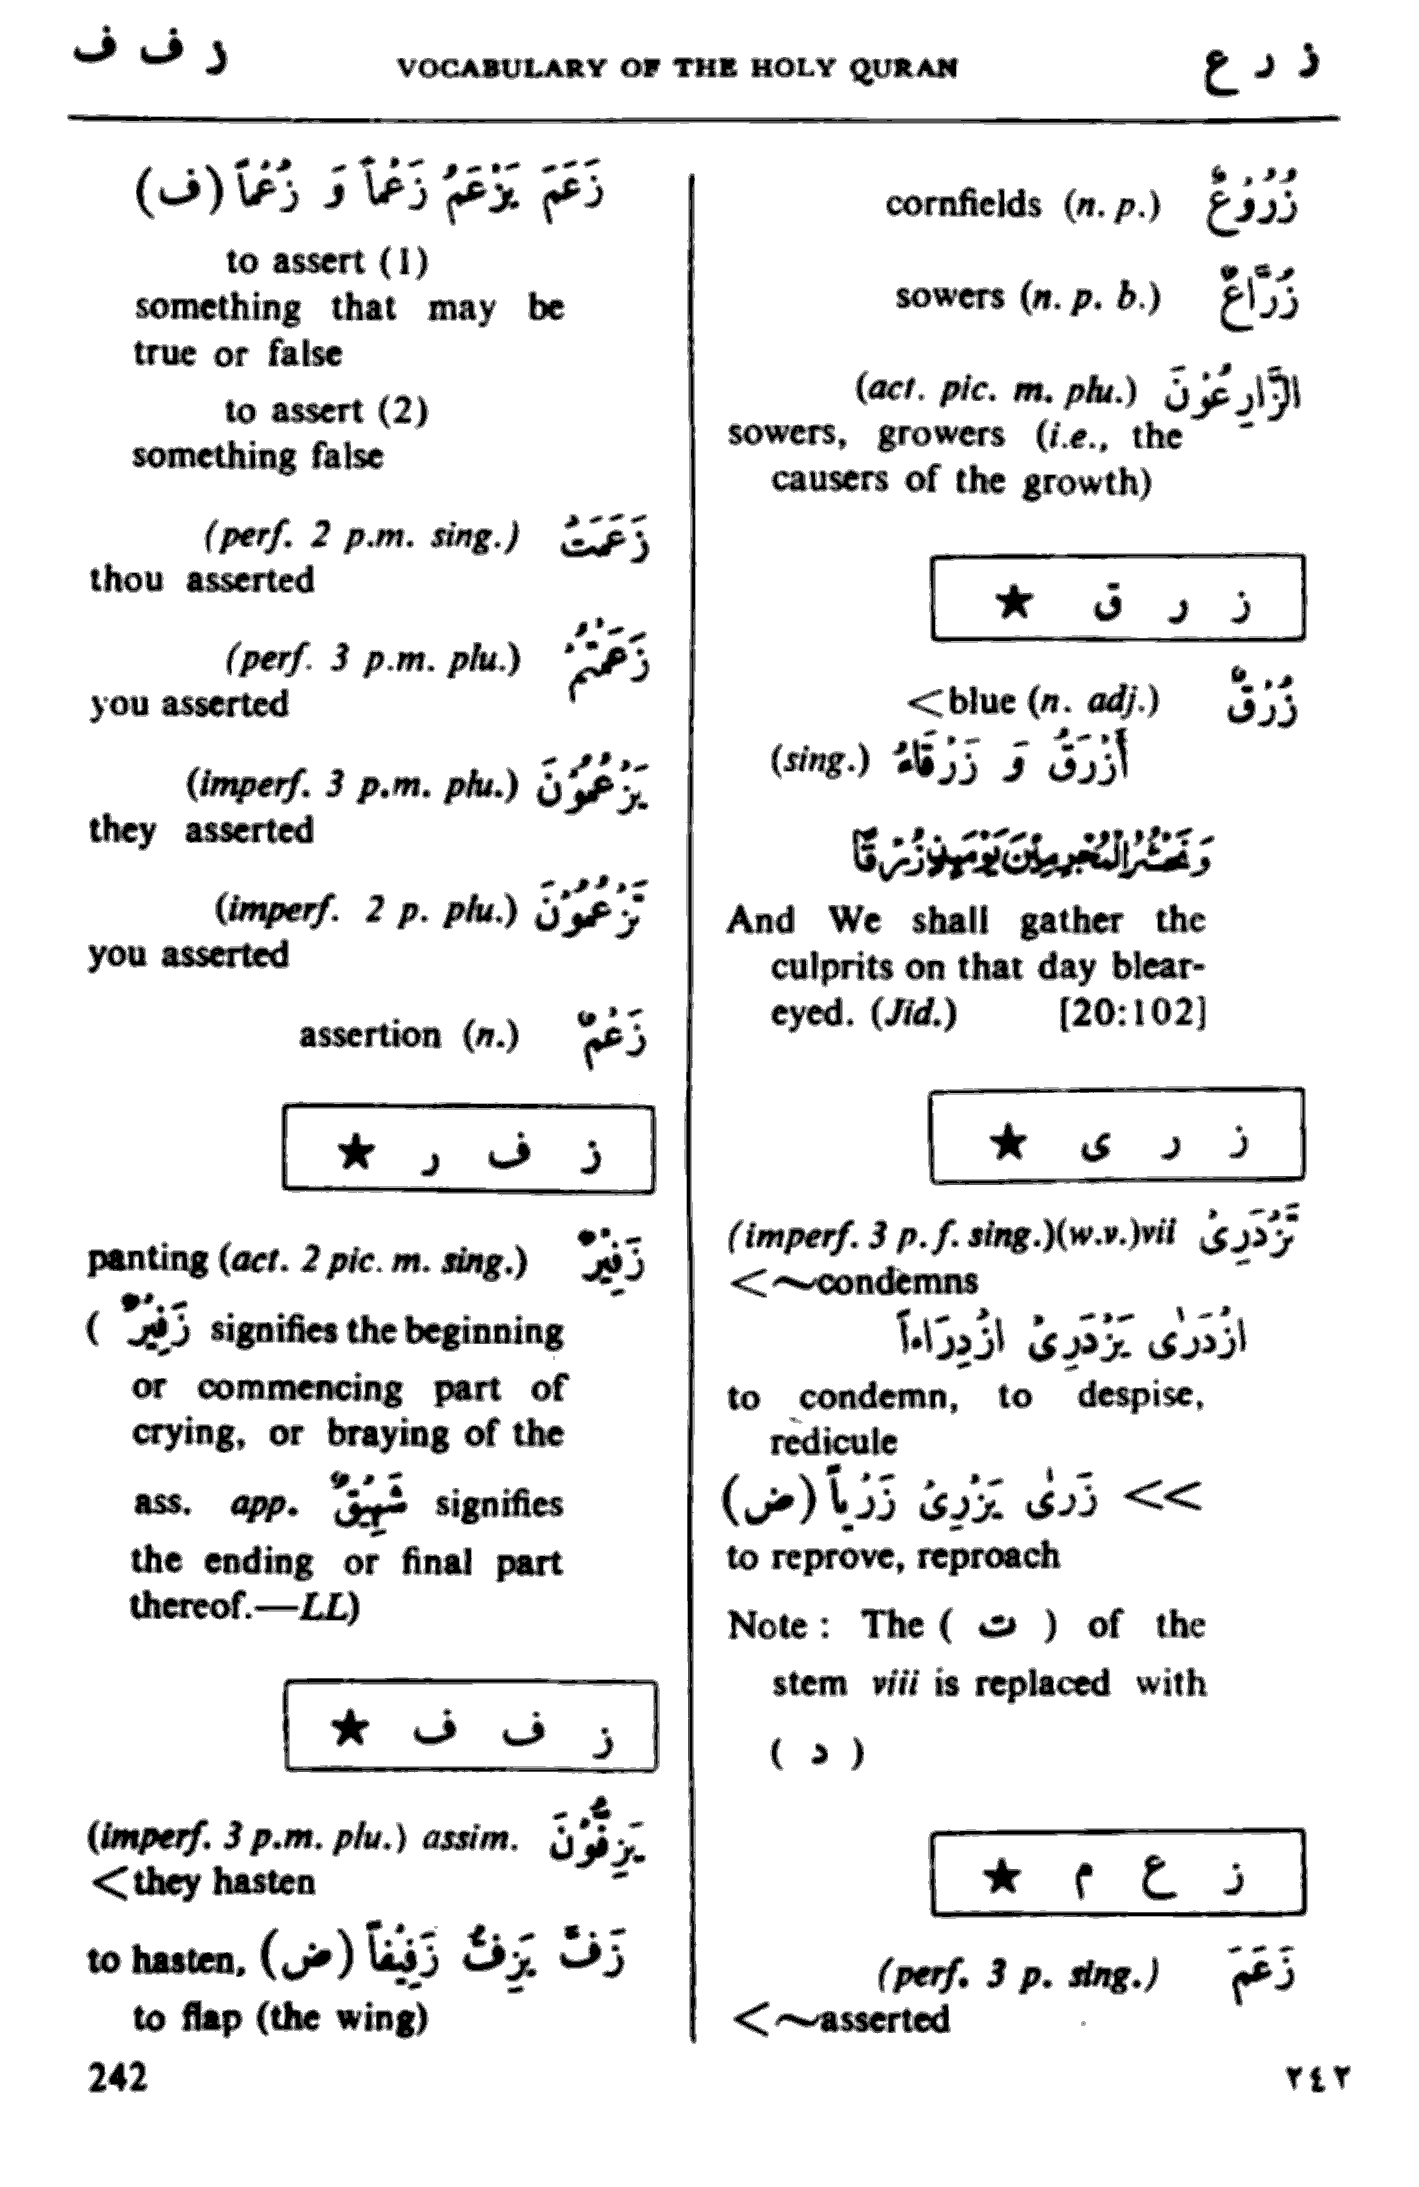 ز ر ع VOCABULARY OF THE HOLY QURAN ر ف ف
زُرُوْعٌ cornfields (n. p.)
زُرَّاعٌ sowers (n. p. b.)
الزَّارِعُوْنَ (act. pic. m. plu.)
sowers, growers (i.e., the
causers of the growth)
ز ر ق ★
زُرْقٌ <blue (n. adj.)
أَزْرَقُ وَ زَرْقَاءُ (sing.)
وَنَحْشُرُ الْمُجْرِمِيْنَ يَوْمَئِذٍ زُرْقًا
And We shall gather the
culprits on that day blear-
eyed. (Jid.) [20:102]
ز ر ى ★
تَزْدَرِىْ (imperf. 3 p. f. sing.)(w.v.)vii
<~condemns
ازْدَرٰى يَزْدَرِىْ ازْدِرَاءاً
to condemn, to despise,
redicule
<< زَرٰى يَزْرِىْ زَرْياً (ض)
to reprove, reproach
Note : The ( ت ) of the
stem viii is replaced with
( د )
ز ع م ★
زَعَمَ (perf. 3 p. sing.)
<~asserted
زَعَمَ يَزْعَمُ زَعْماً وَ زُعْماً (ف)
to assert (1)
something that may be
true or false
to assert (2)
something false
زَعَمْتَ (perf. 2 p.m. sing.)
thou asserted
زَعَمْتُمْ (perf. 3 p.m. plu.)
you asserted
يَزْعُمُوْنَ (imperf. 3 p.m. plu.)
they asserted
تَزْعُمُوْنَ (imperf. 2 p. plu.)
you asserted
زَعْمٌ assertion (n.)
ز ف ر ★
زَفِيْرٌ panting (act. 2 pic. m. sing.)
( زَفِيْرٌ signifies the beginning
or commencing part of
crying, or braying of the
ass. app. شَهِيْقٌ signifies
the ending or final part
thereof.—LL)
ز ف ف ★
يَزِفُّوْنَ (imperf. 3 p.m. plu.) assim.
<they hasten
زَفَّ يَزِفُّ زَفِيْفاً (ض) to hasten,
to flap (the wing)
242 ٢٤٢